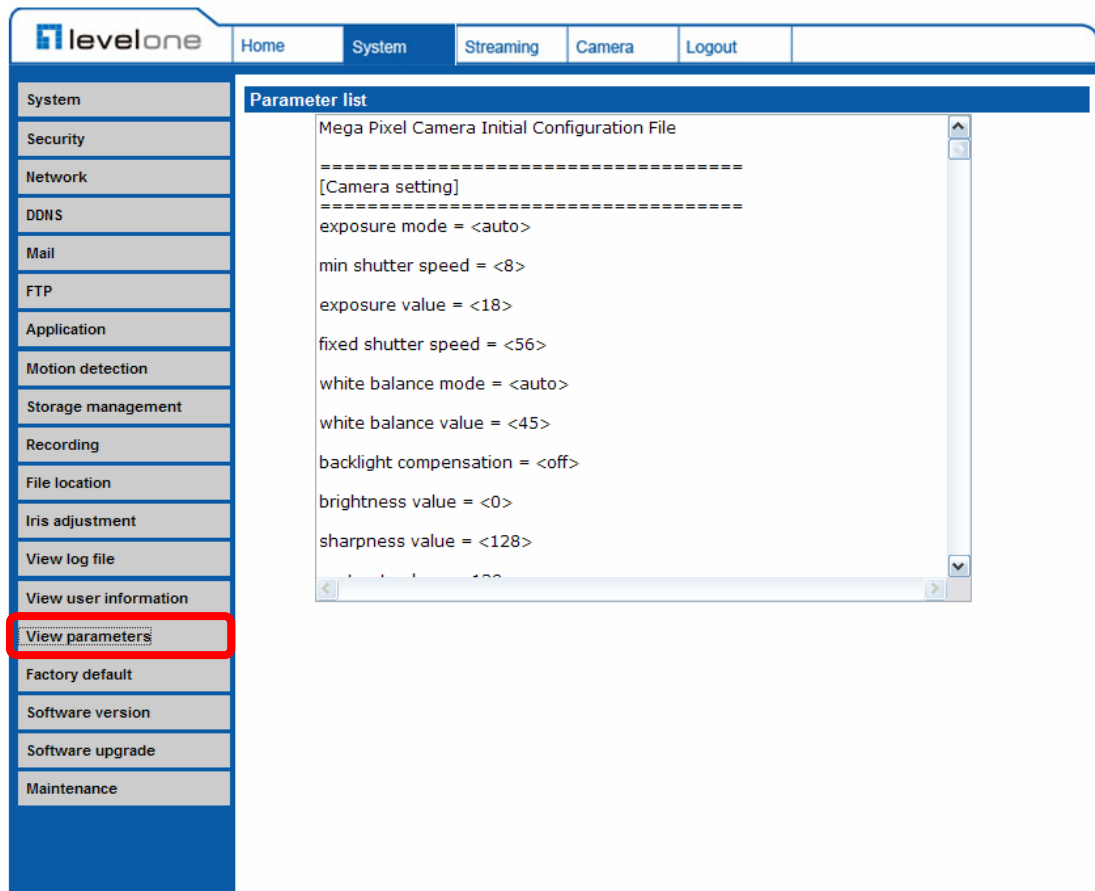 levelone
Home System Streaming Camera Logout
System
Security
Network
DDNS
Mail
FTP
Application
Motion detection
Storage management
Recording
File location
Iris adjustment
View log file
View user information
View parameters
Factory default
Software version
Software upgrade
Maintenance
Parameter list
Mega Pixel Camera Initial Configuration File
====================================
[Camera setting]
====================================
exposure mode = <auto>
min shutter speed = <8>
exposure value = <18>
fixed shutter speed = <56>
white balance mode = <auto>
white balance value = <45>
backlight compensation = <off>
brightness value = <0>
sharpness value = <128>